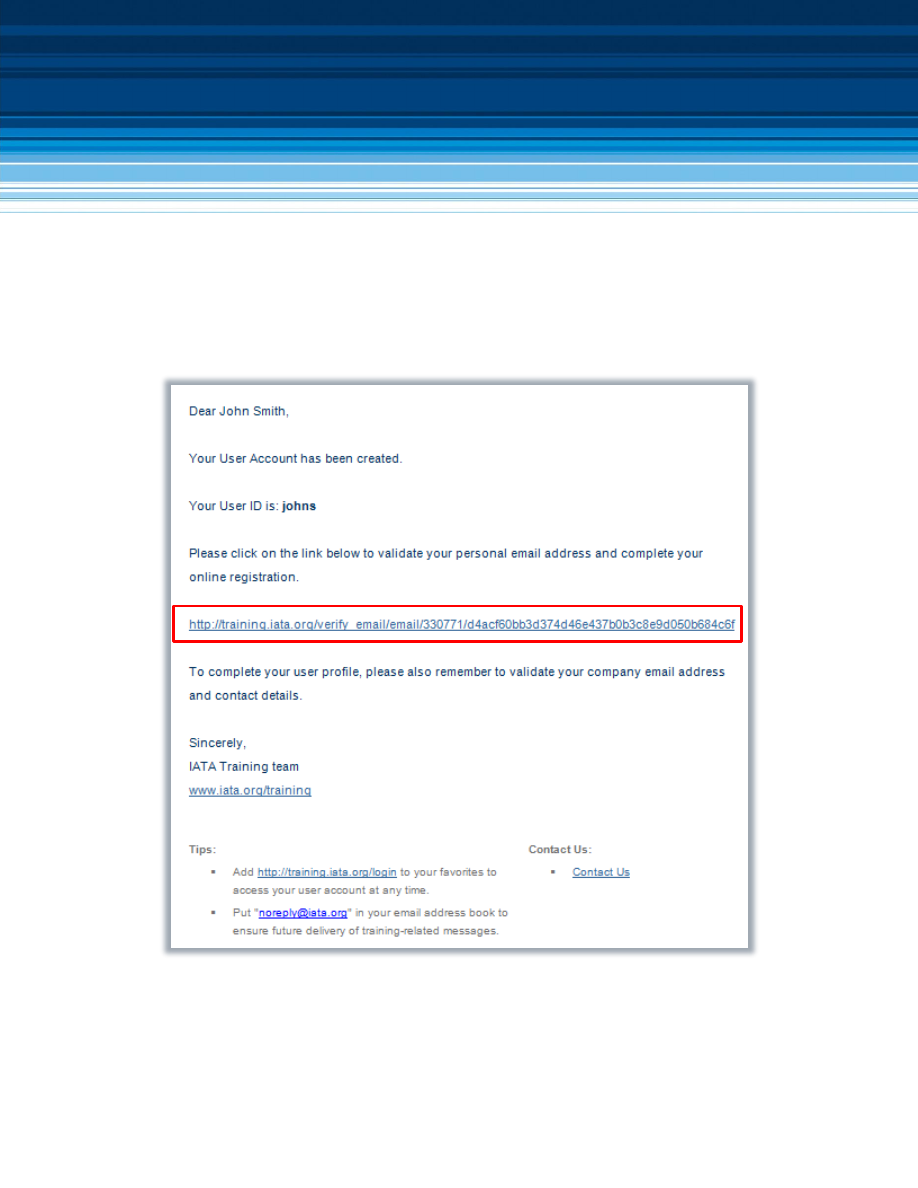 Dear John Smith,
Your User Account has been created.
Your User ID is: johns
Please click on the link below to validate your personal email address and complete your
online registration.
http://training.iata.org/verify_email/email/330771/d4acf60bb3d374d46e437b0b3c8e9d050b684c6f
To complete your user profile, please also remember to validate your company email address
and contact details.
Sincerely,
IATA Training team
www.iata.org/training
Tips:
▪ Add http://training.iata.org/login to your favorites to
access your user account at any time.
▪ Put "noreply@iata.org" in your email address book to
ensure future delivery of training-related messages.
Contact Us:
▪ Contact Us